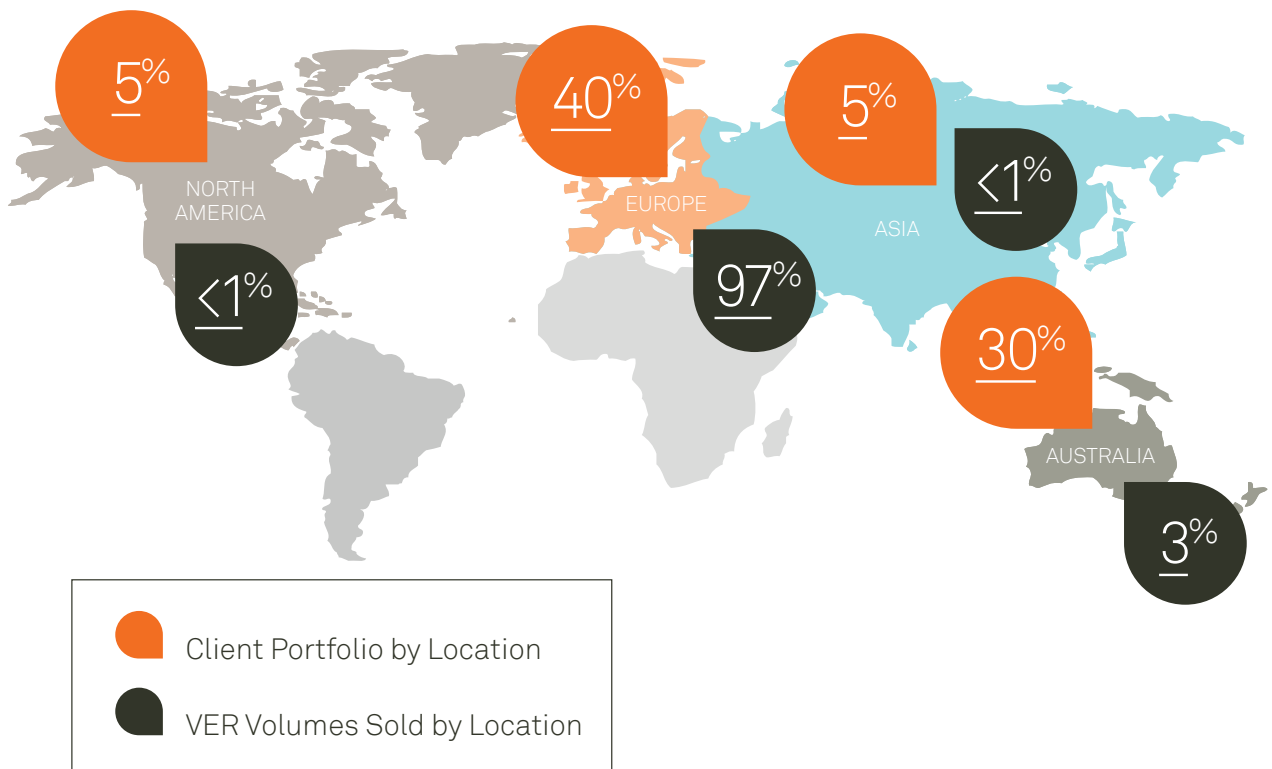 5%
40%
5%
<1%
NORTH
AMERICA
EUROPE
ASIA
<1%
97%
30%
AUSTRALIA
3%
Client Portfolio by Location
VER Volumes Sold by Location